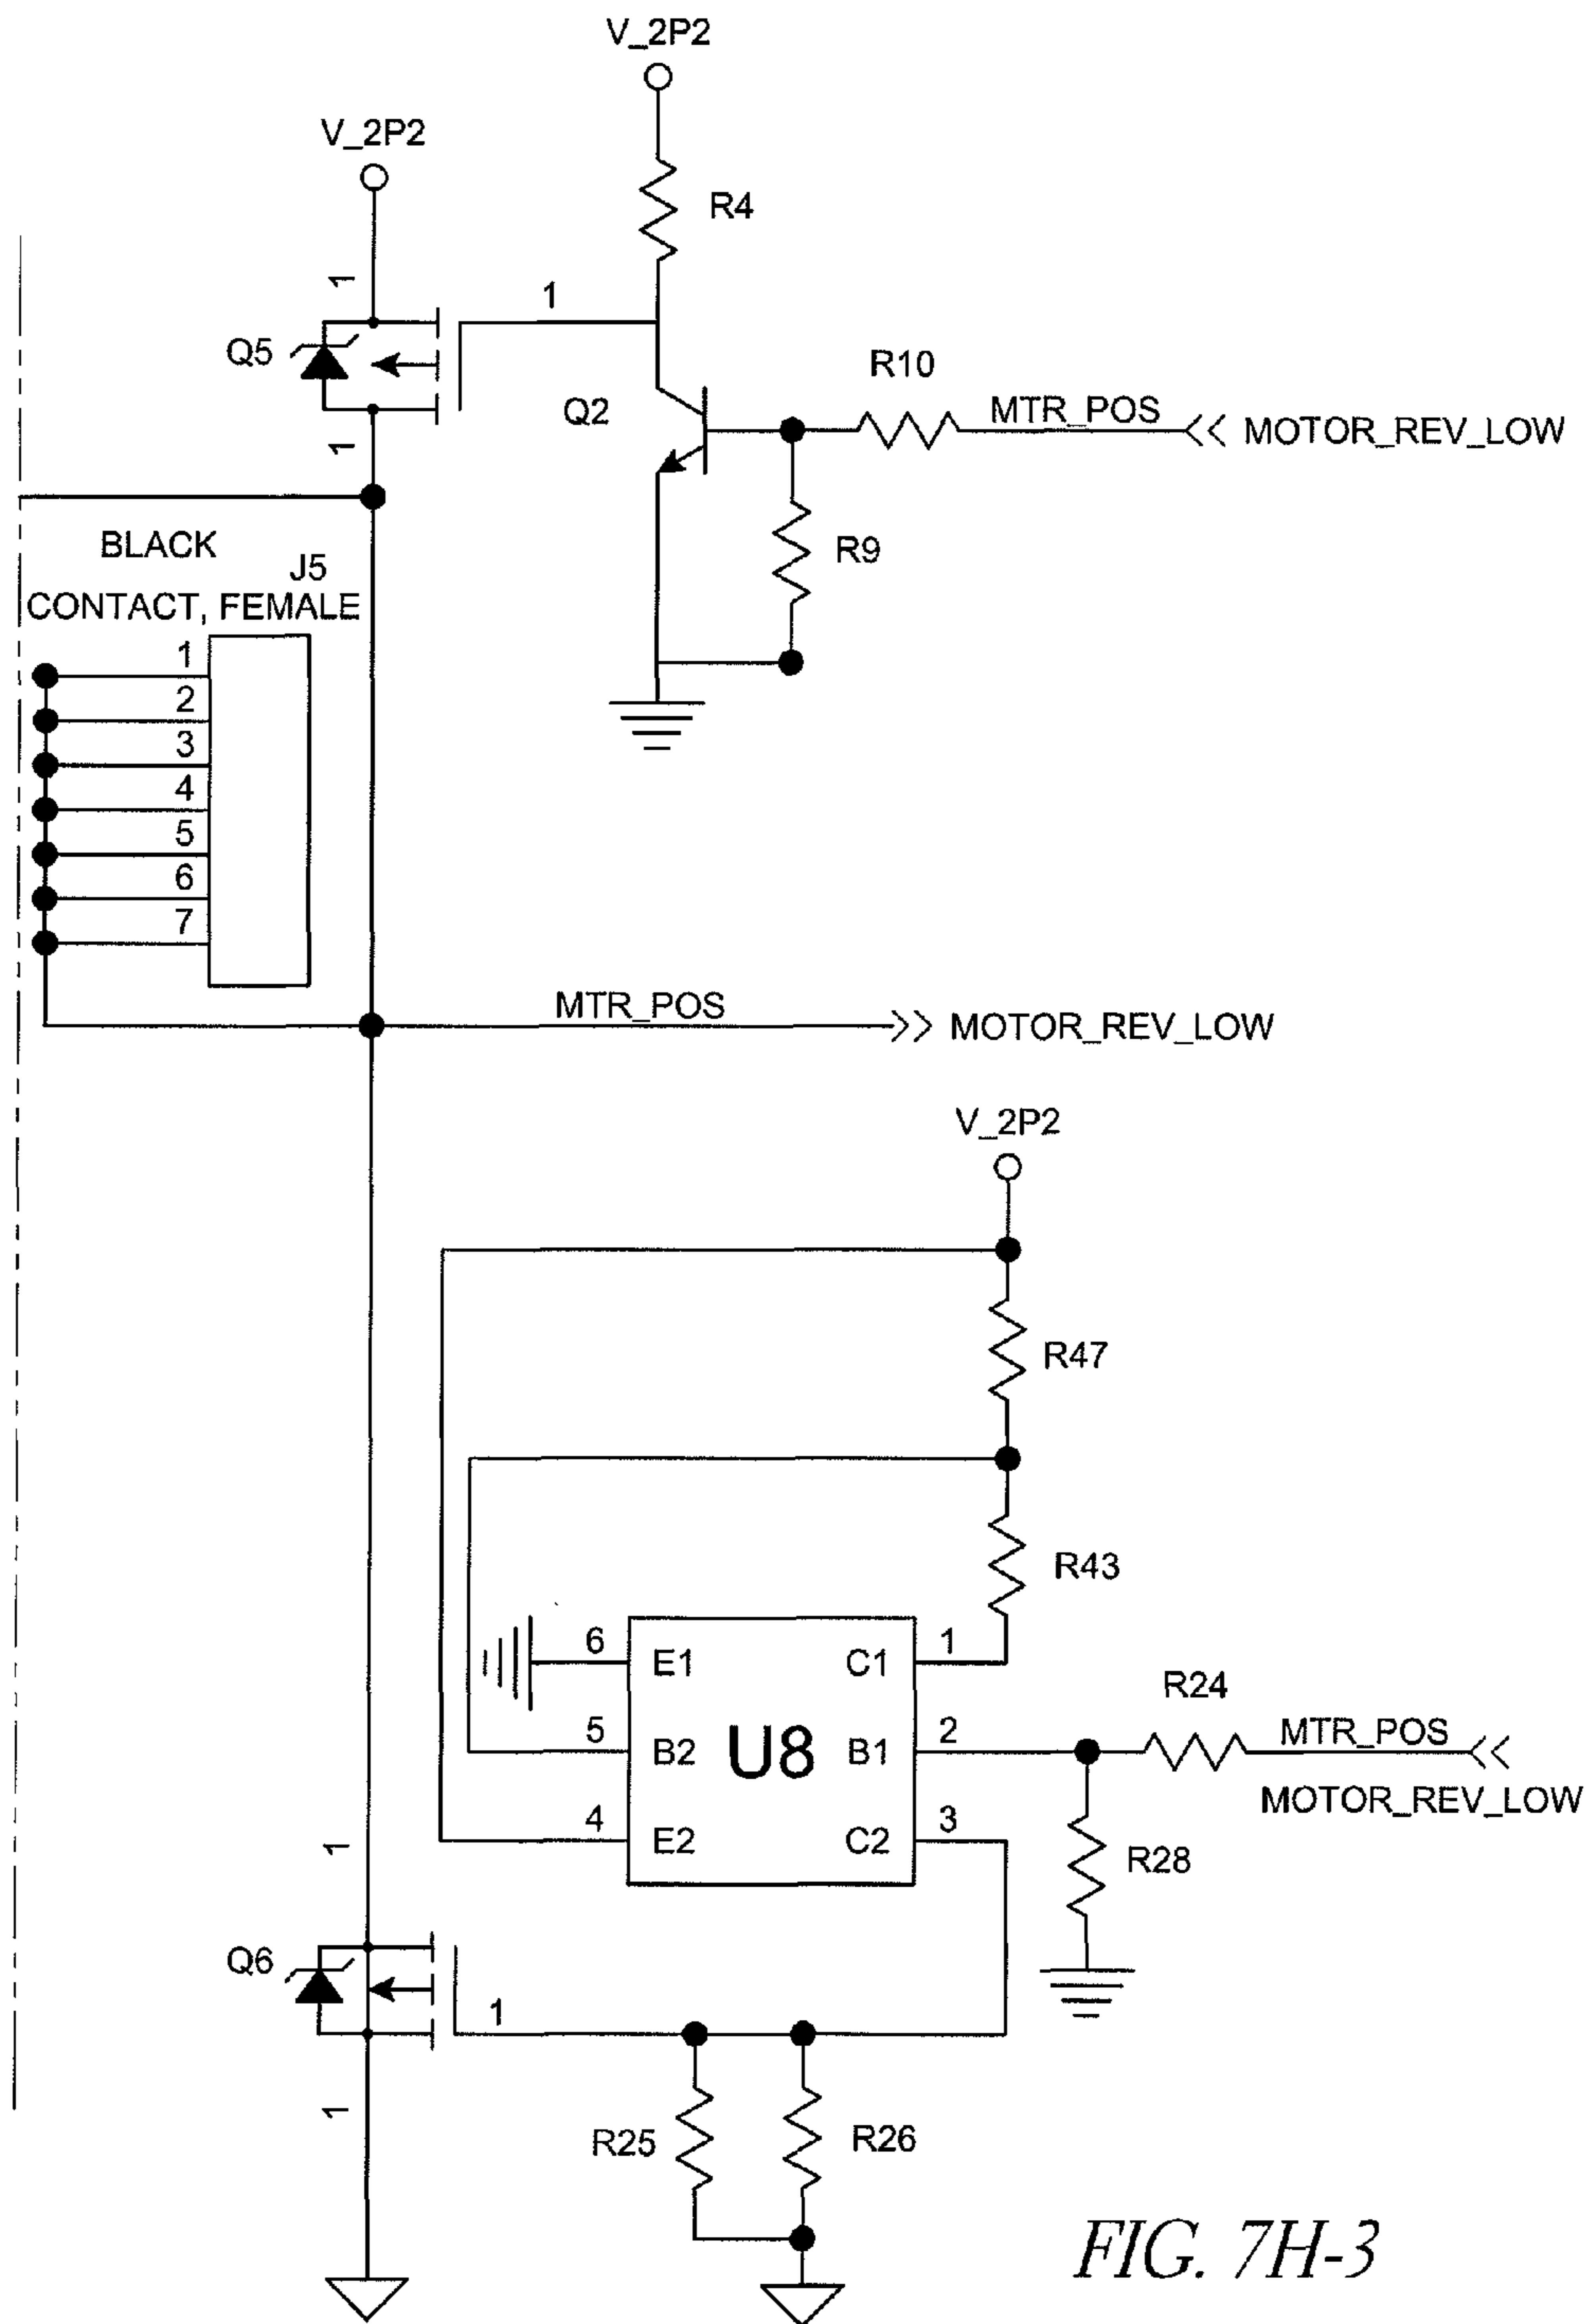 V_2P2
V_2P2
R4
1
1
Q5
R10
Q2
MTR_POS
MOTOR_REV_LOW
1
R9
BLACK
J5
CONTACT, FEMALE
1
2
3
4
5
6
7
MTR_POS
MOTOR_REV_LOW
V_2P2
R47
R43
6
E1
C1
1
R24
5
B2
U8
B1
2
MTR_POS
MOTOR_REV_LOW
4
E2
C2
3
1
R28
Q6
1
1
R25
R26
FIG. 7H-3